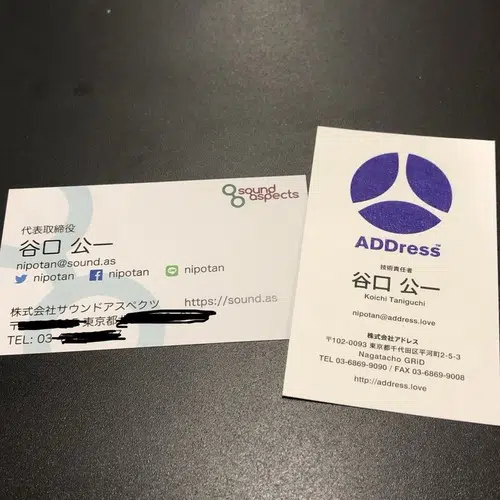 sound
aspects
代表取締役
谷口 公一
nipotan@sound.as
nipotan nipotan nipotan
株式会社サウンドアスペクツ https://sound.as
〒 東京都
TEL: 03-
ADDress™
技術責任者
谷口 公一
Koichi Taniguchi
nipotan@address.love
株式会社アドレス
〒102-0093 東京都千代田区平河町2-5-3
Nagatacho GRiD
TEL 03-6869-9090 / FAX 03-6869-9008
http://address.love